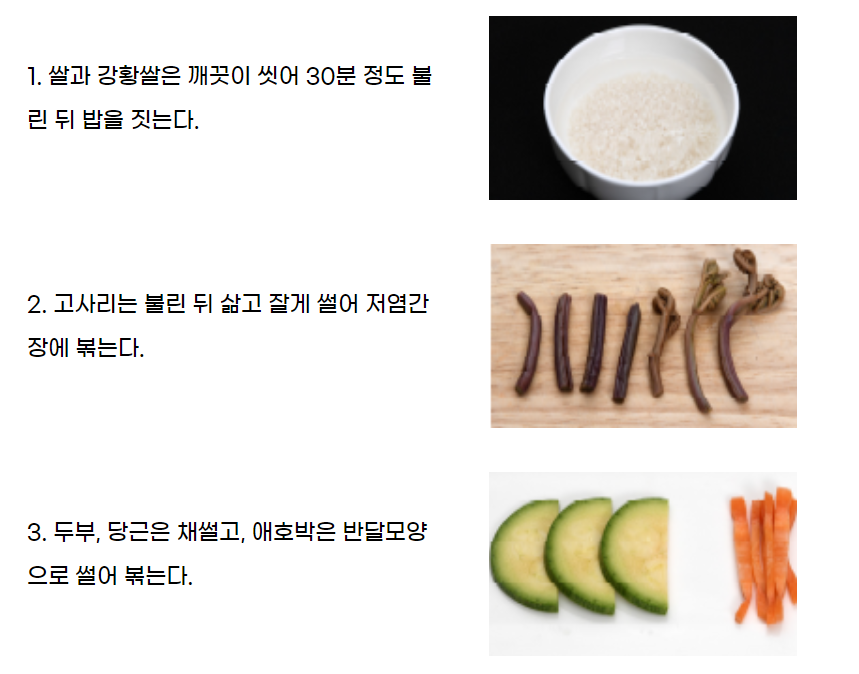 1. 쌀과 강황쌀은 깨끗이 씻어 30분 정도 불
린 뒤 밥을 짓는다.
2. 고사리는 불린 뒤 삶고 잘게 썰어 저염간
장에 볶는다.
3. 두부, 당근은 채썰고, 애호박은 반달모양
으로 썰어 볶는다.